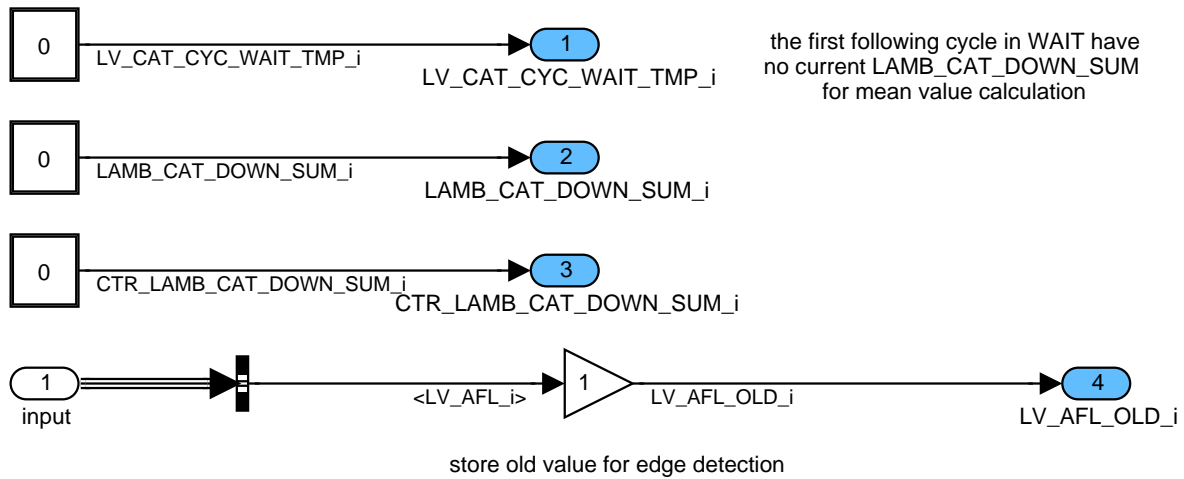 0
LV_CAT_CYC_WAIT_TMP_i
1
LV_CAT_CYC_WAIT_TMP_i
the first following cycle in WAIT have
no current LAMB_CAT_DOWN_SUM
for mean value calculation
0
LAMB_CAT_DOWN_SUM_i
2
LAMB_CAT_DOWN_SUM_i
0
CTR_LAMB_CAT_DOWN_SUM_i
3
CTR_LAMB_CAT_DOWN_SUM_i
1
input
<LV_AFL_i>
1
LV_AFL_OLD_i
4
LV_AFL_OLD_i
store old value for edge detection